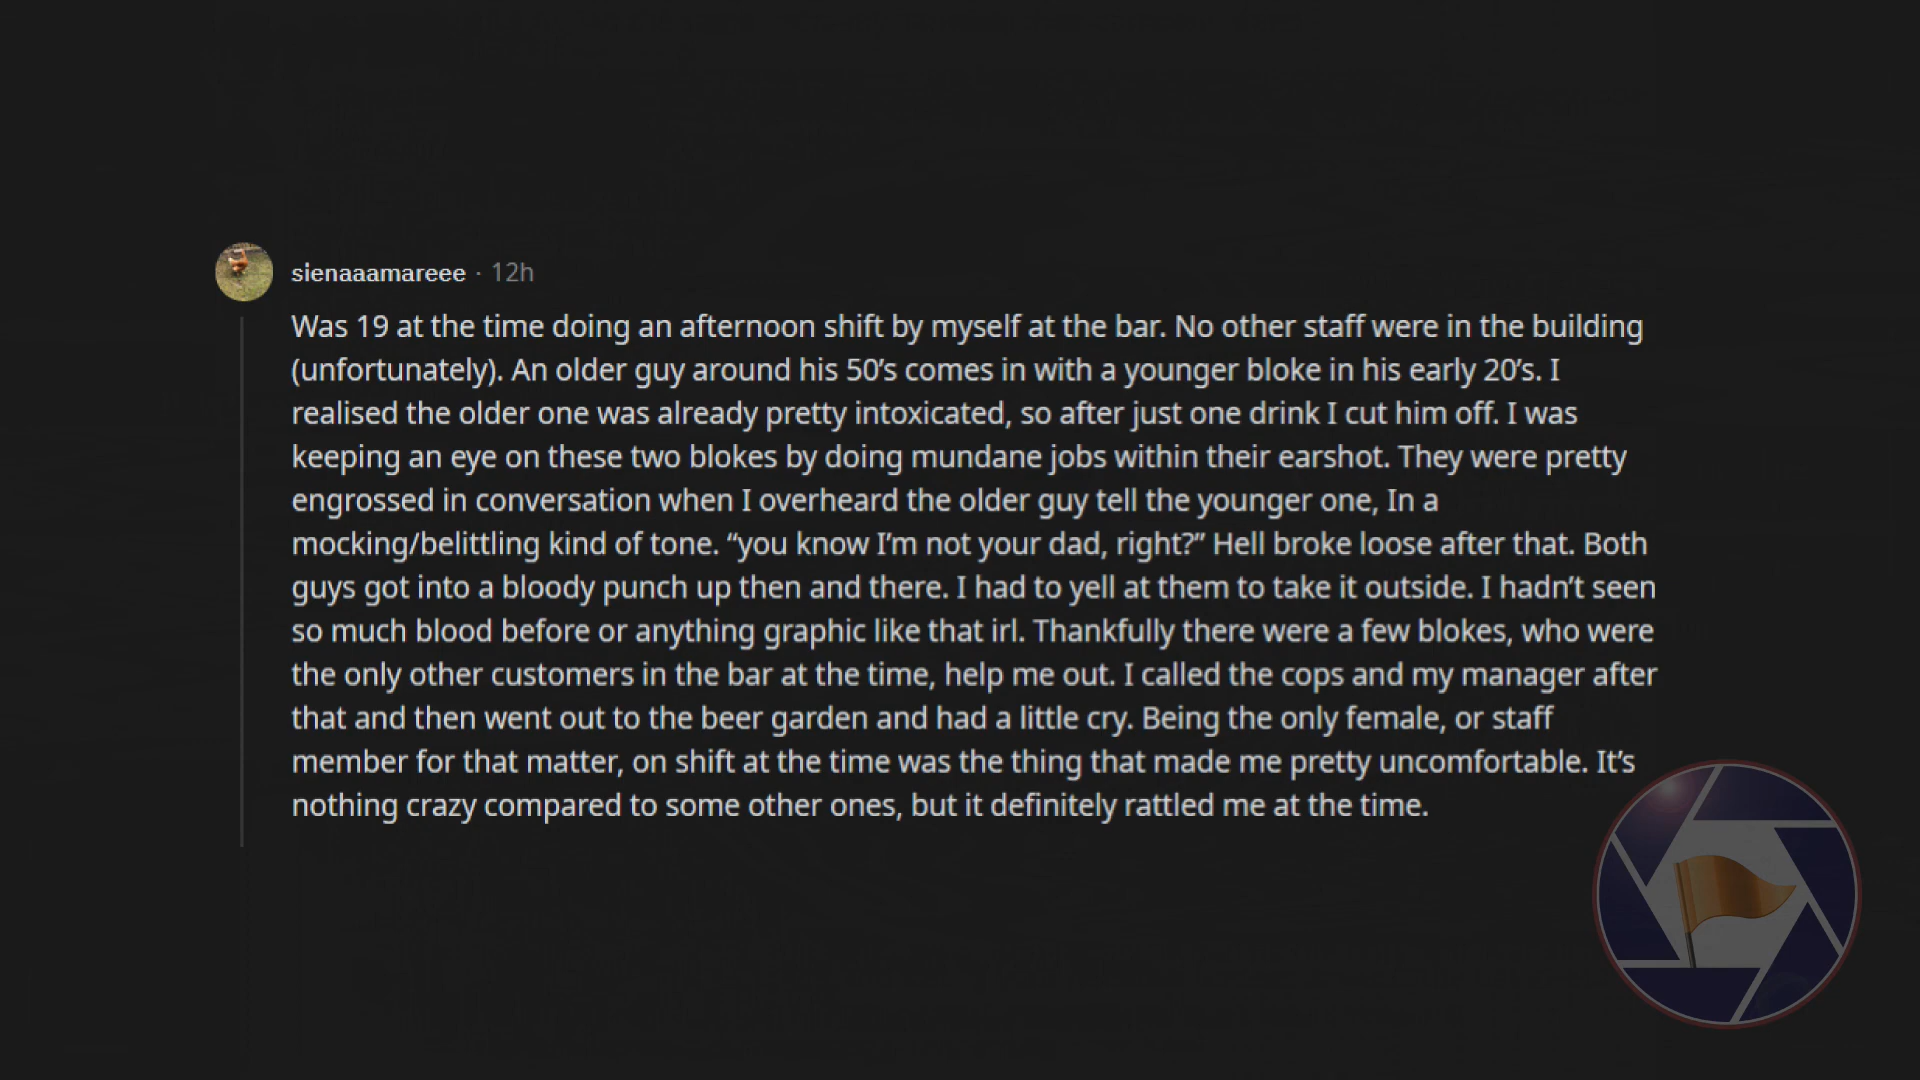 sienaaamareee · 12h
Was 19 at the time doing an afternoon shift by myself at the bar. No other staff were in the building
(unfortunately). An older guy around his 50’s comes in with a younger bloke in his early 20’s. I
realised the older one was already pretty intoxicated, so after just one drink I cut him off. I was
keeping an eye on these two blokes by doing mundane jobs within their earshot. They were pretty
engrossed in conversation when I overheard the older guy tell the younger one, In a
mocking/belittling kind of tone. “you know I’m not your dad, right?” Hell broke loose after that. Both
guys got into a bloody punch up then and there. I had to yell at them to take it outside. I hadn’t seen
so much blood before or anything graphic like that irl. Thankfully there were a few blokes, who were
the only other customers in the bar at the time, help me out. I called the cops and my manager after
that and then went out to the beer garden and had a little cry. Being the only female, or staff
member for that matter, on shift at the time was the thing that made me pretty uncomfortable. It’s
nothing crazy compared to some other ones, but it definitely rattled me at the time.